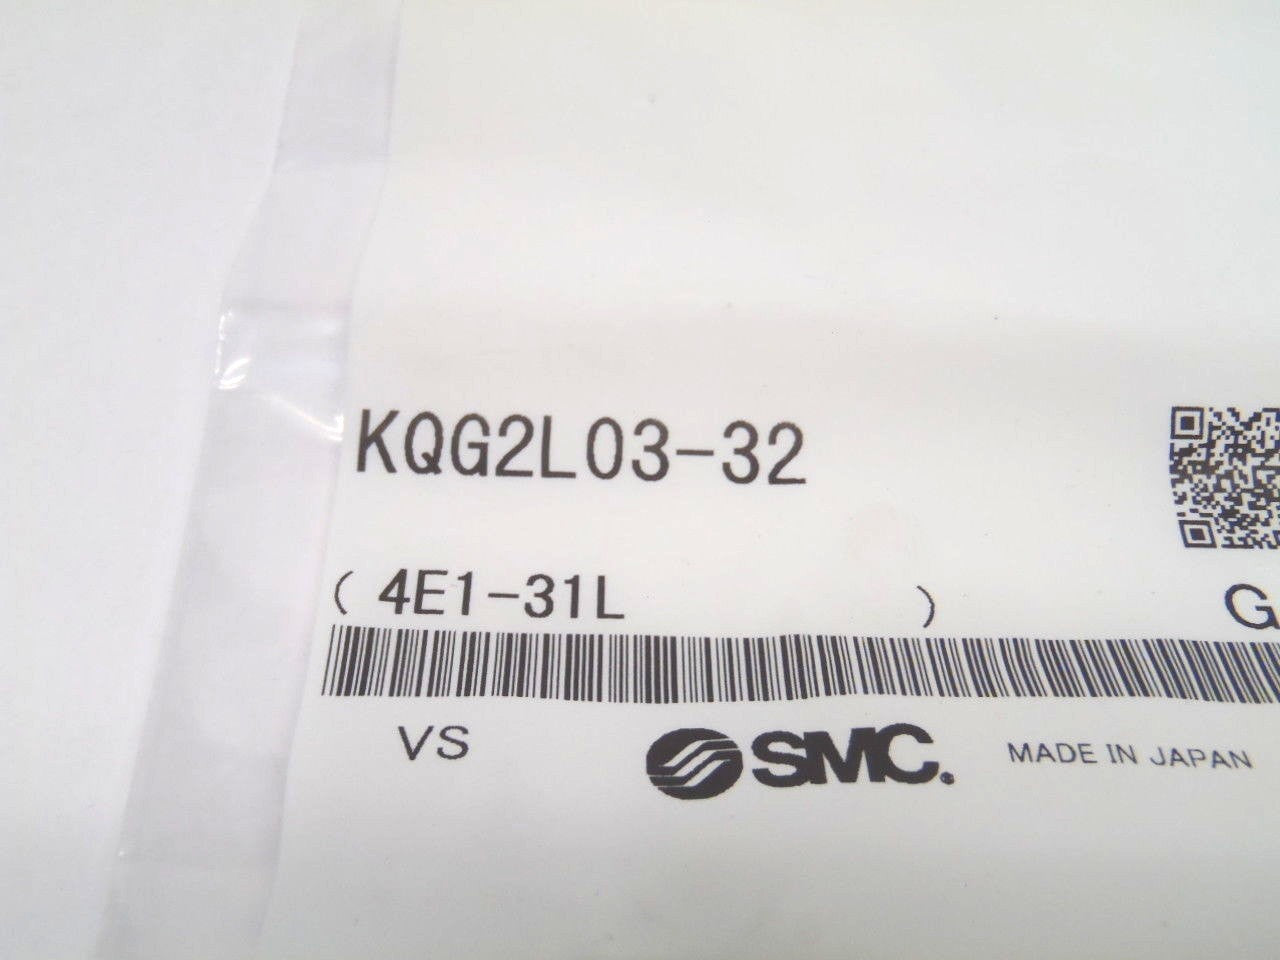 KQG2L03-32
( 4E1-31L )
G
VS SMC. MADE IN JAPAN